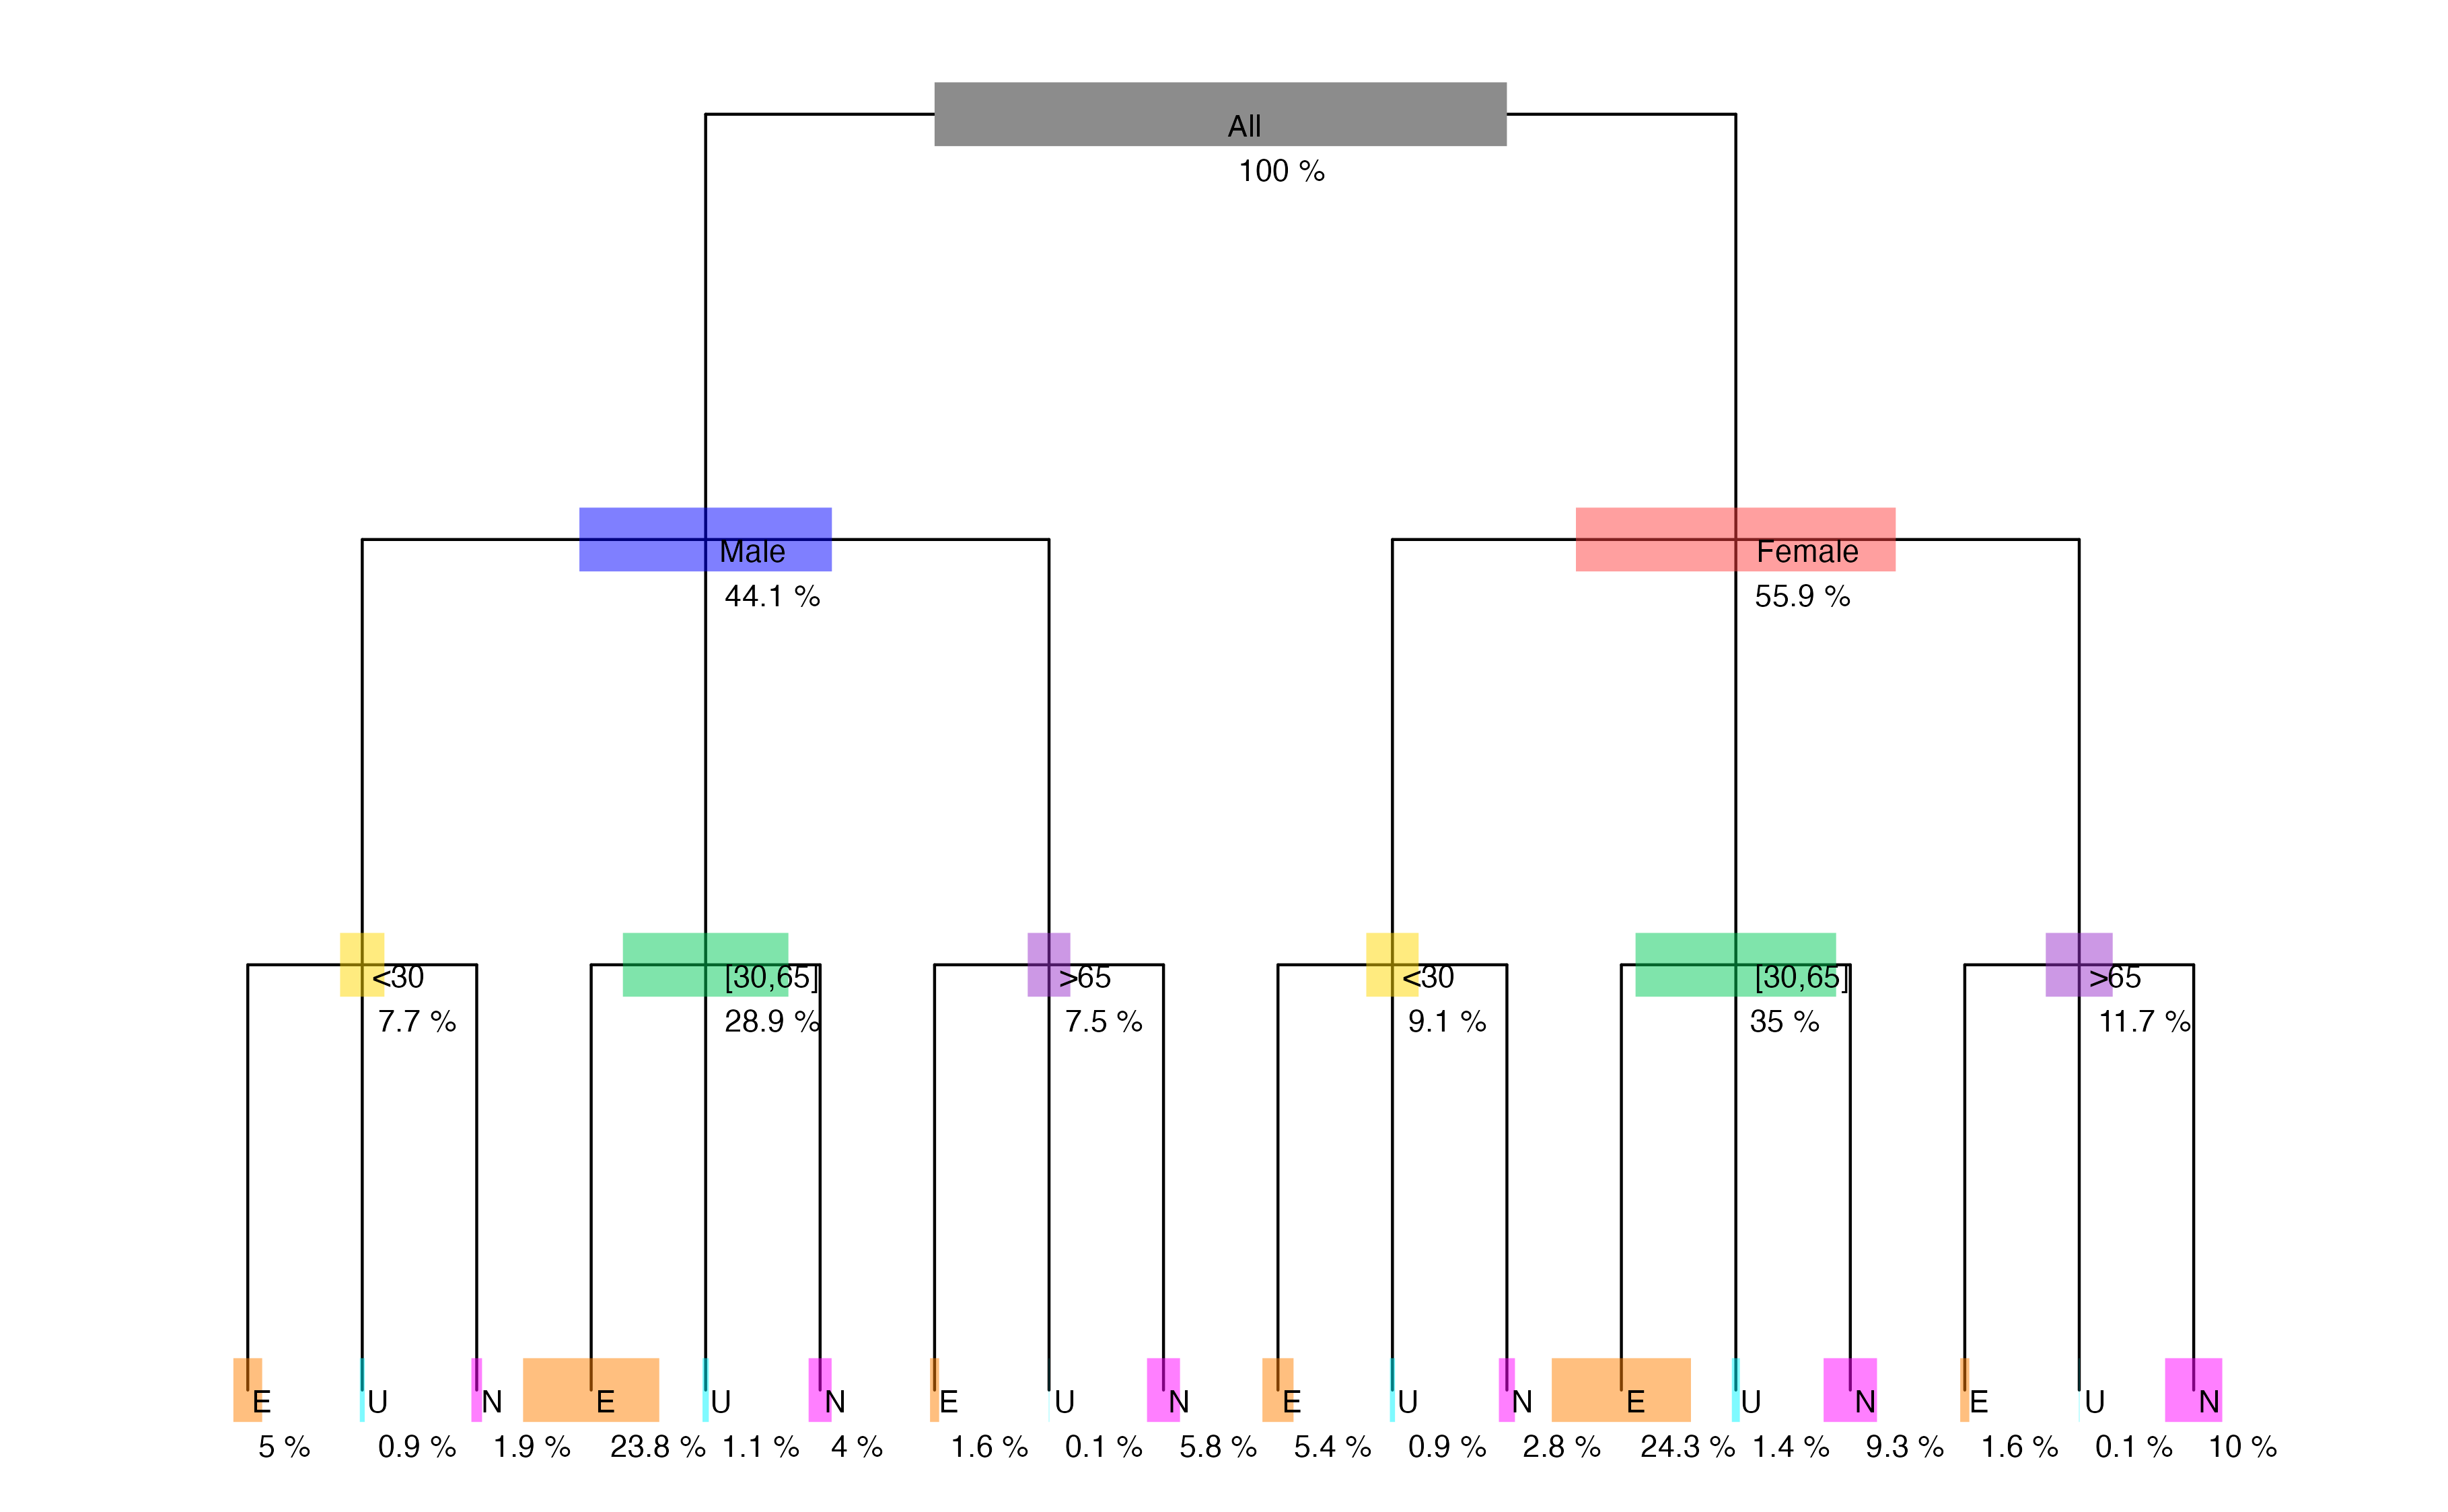 All
100 %
Male Female
44.1 % 55.9 %
<30 [30,65] >65 <30 [30,65] >65
7.7 % 28.9 % 7.5 % 9.1 % 35 % 11.7 %
E U N E U N E U N E U N E U N E U N
5 % 0.9 % 1.9 % 23.8 % 1.1 % 4 % 1.6 % 0.1 % 5.8 % 5.4 % 0.9 % 2.8 % 24.3 % 1.4 % 9.3 % 1.6 % 0.1 % 10 %